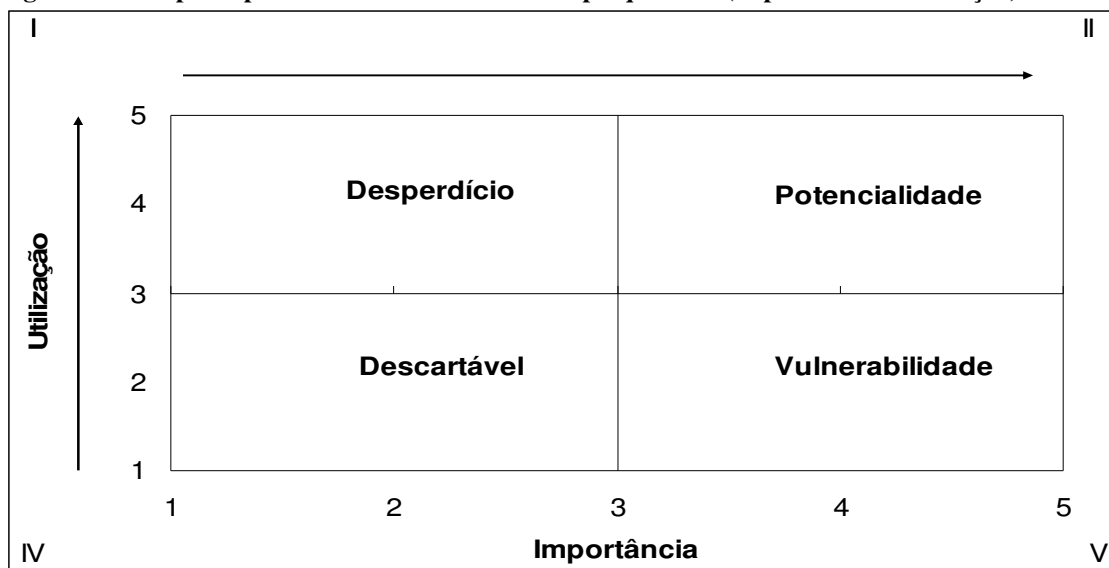 I II
5
Desperdício Potencialidade
4
Utilização
3
Descartável Vulnerabilidade
2
1
1 2 3 4 5
IV Importância V